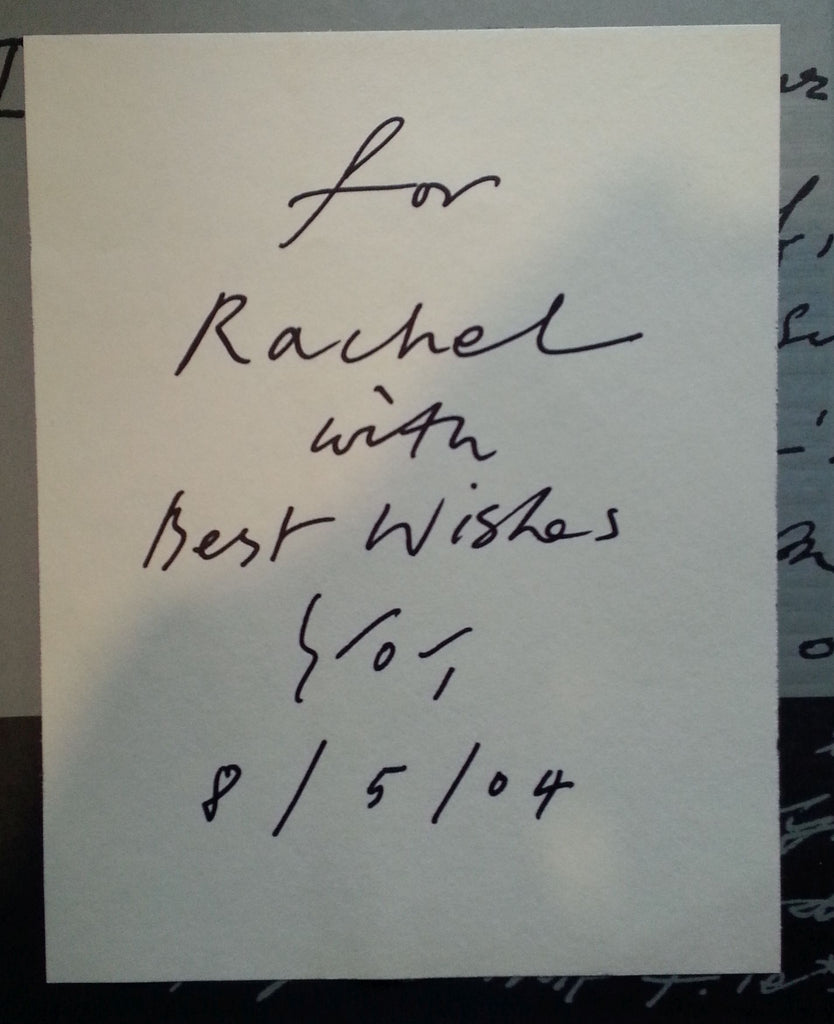 for
Rachel
with
Best Wishes
8/5/04